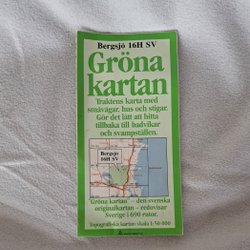 Bergsjö 16H SV
Gröna
kartan
Traktens karta med
småvägar, hus och stigar.
Gör det lätt att hitta
tillbaka till badvikar
och svampställen.
Bergsjö
16H SV
Gröna kartan – den svenska
originalkartan – redovisar
Sverige i 690 rutor.
Topografiska kartan skala 1:50 000